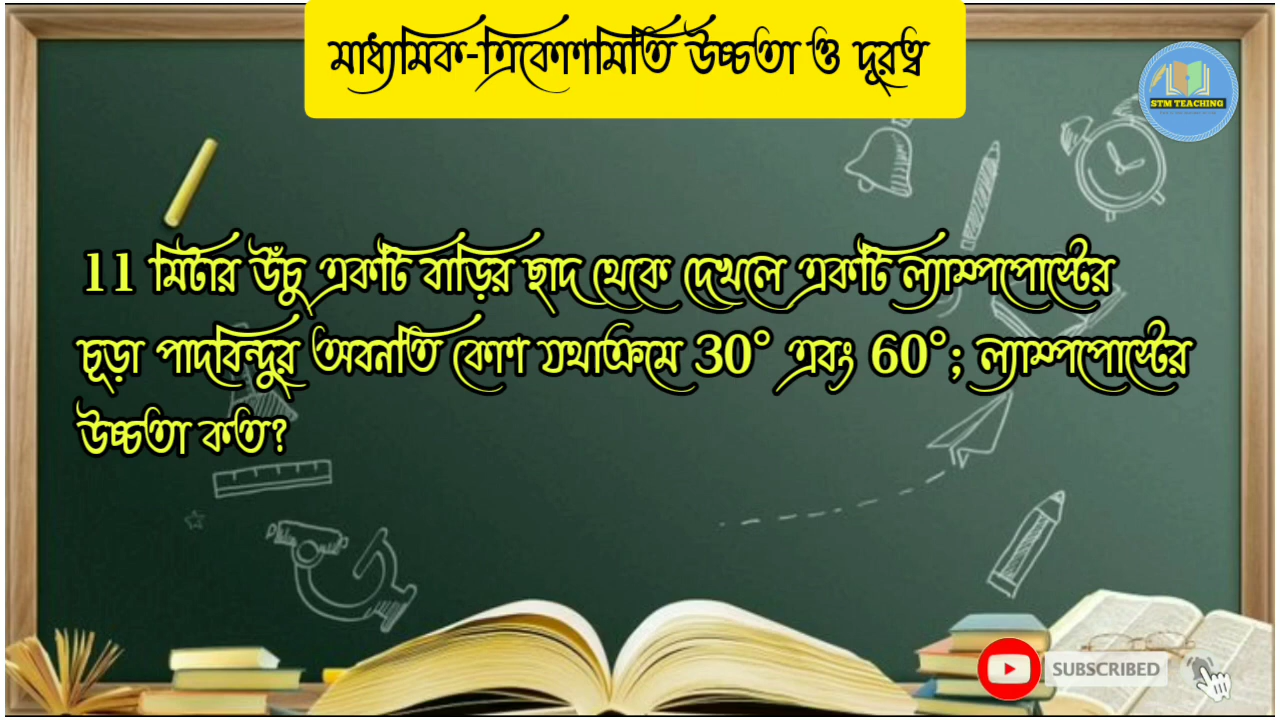 মাধ্যমিক-ত্রিকোণমিতি উচ্চতা ও দূরত্ব
STM TEACHING
11 মিটার উঁচু একটি বাড়ির ছাদ থেকে দেখলে একটি ল্যাম্পপোস্টের
চূড়া পাদবিন্দুর অবনতি কোণ যথাক্রমে 30° এবং 60°; ল্যাম্পপোস্টের
উচ্চতা কত?
SUBSCRIBED